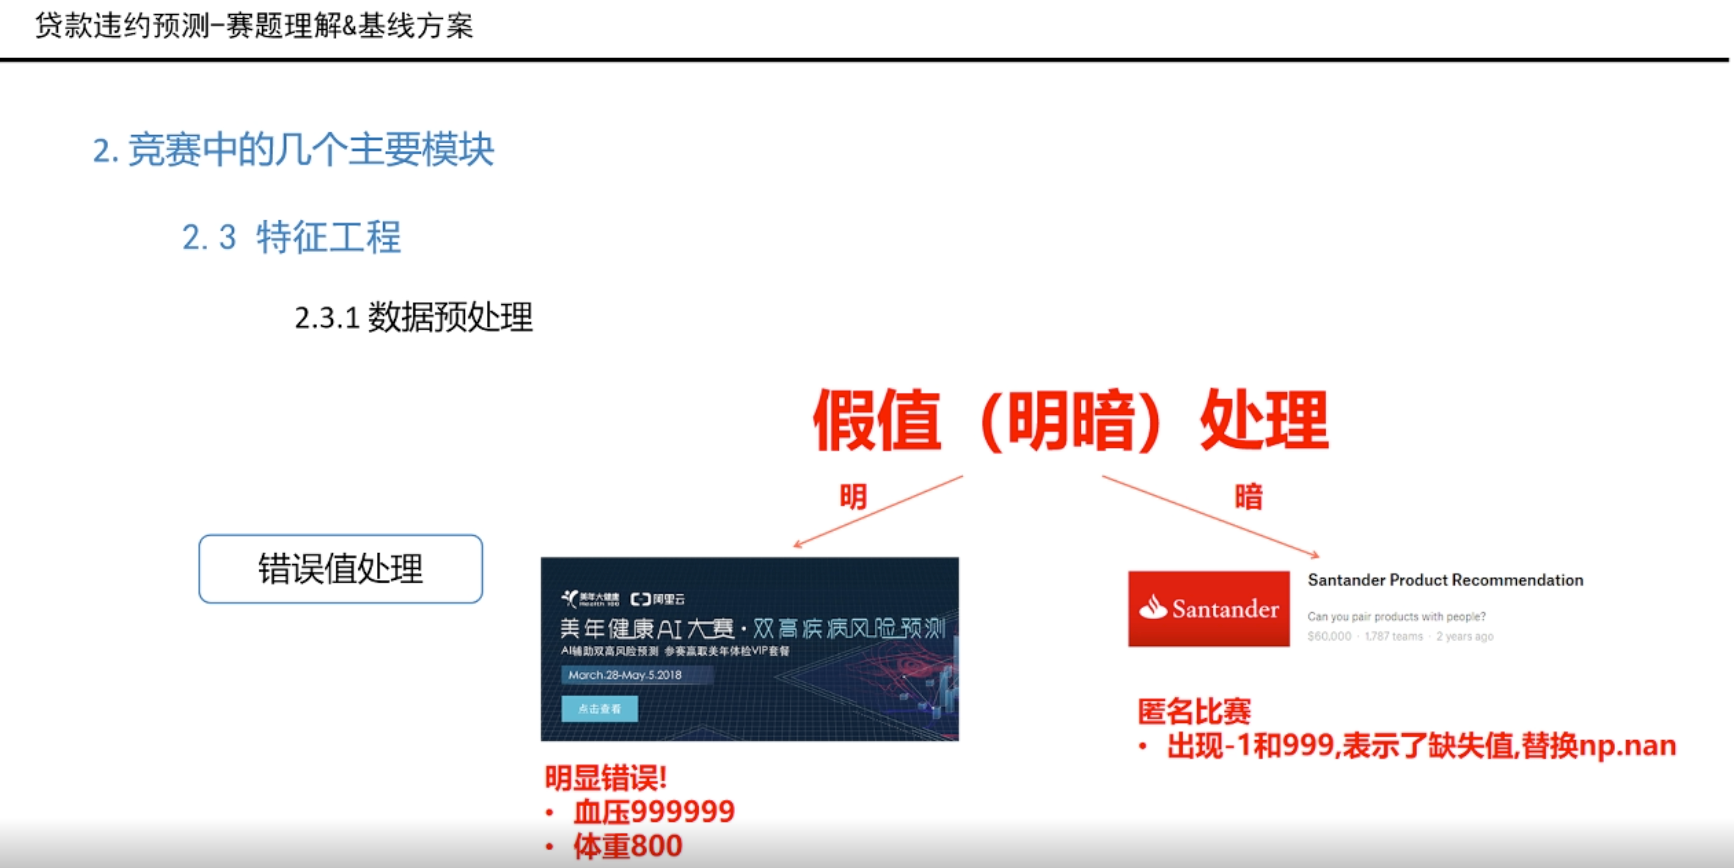 贷款违约预测-赛题理解&基线方案
2. 竞赛中的几个主要模块
2.3 特征工程
2.3.1 数据预处理
假值（明暗）处理
明
暗
错误值处理
美年大健康 Health 100 阿里云
美年健康AI大赛·双高疾病风险预测
AI辅助双高风险预测 参赛赢取美年体检VIP套餐
March.28-May.5.2018
点击查看
明显错误!
• 血压999999
• 体重800
Santander
Santander Product Recommendation
Can you pair products with people?
$60,000 · 1,787 teams · 2 years ago
匿名比赛
• 出现-1和999,表示了缺失值,替换np.nan